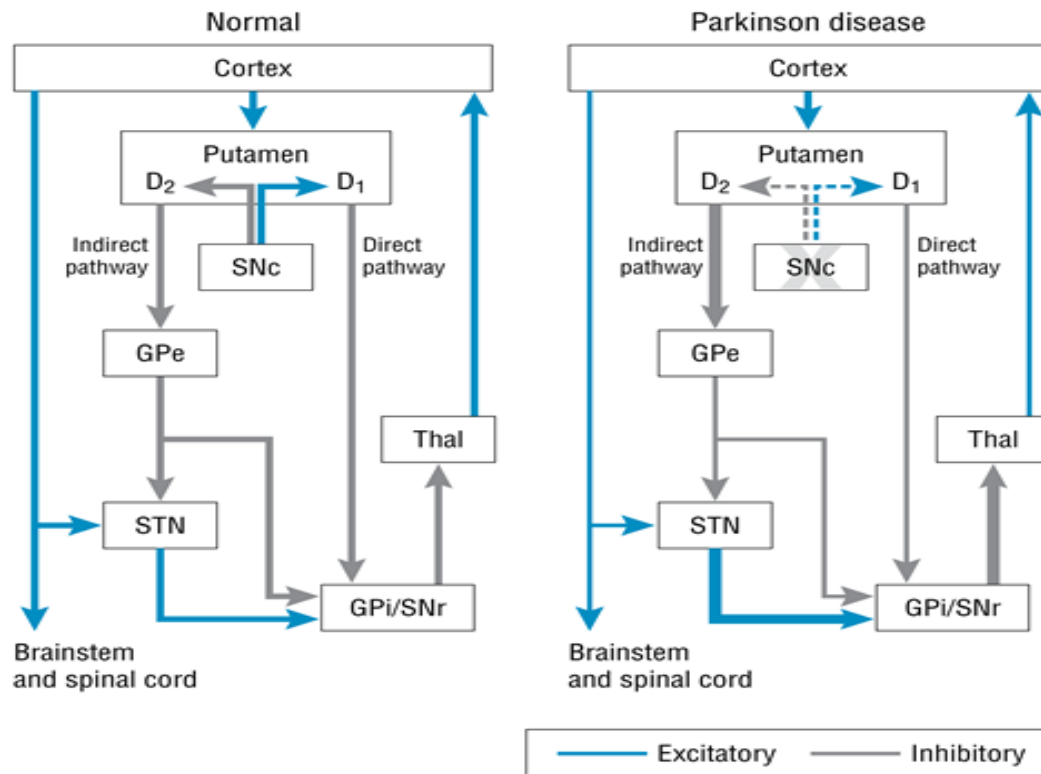 Normal
Cortex
Putamen
D2
D1
Indirect
pathway
SNc
Direct
pathway
GPe
Thal
STN
GPi/SNr
Brainstem
and spinal cord
Parkinson disease
Cortex
Putamen
D2
D1
Indirect
pathway
SNc
Direct
pathway
GPe
Thal
STN
GPi/SNr
Brainstem
and spinal cord
Excitatory
Inhibitory